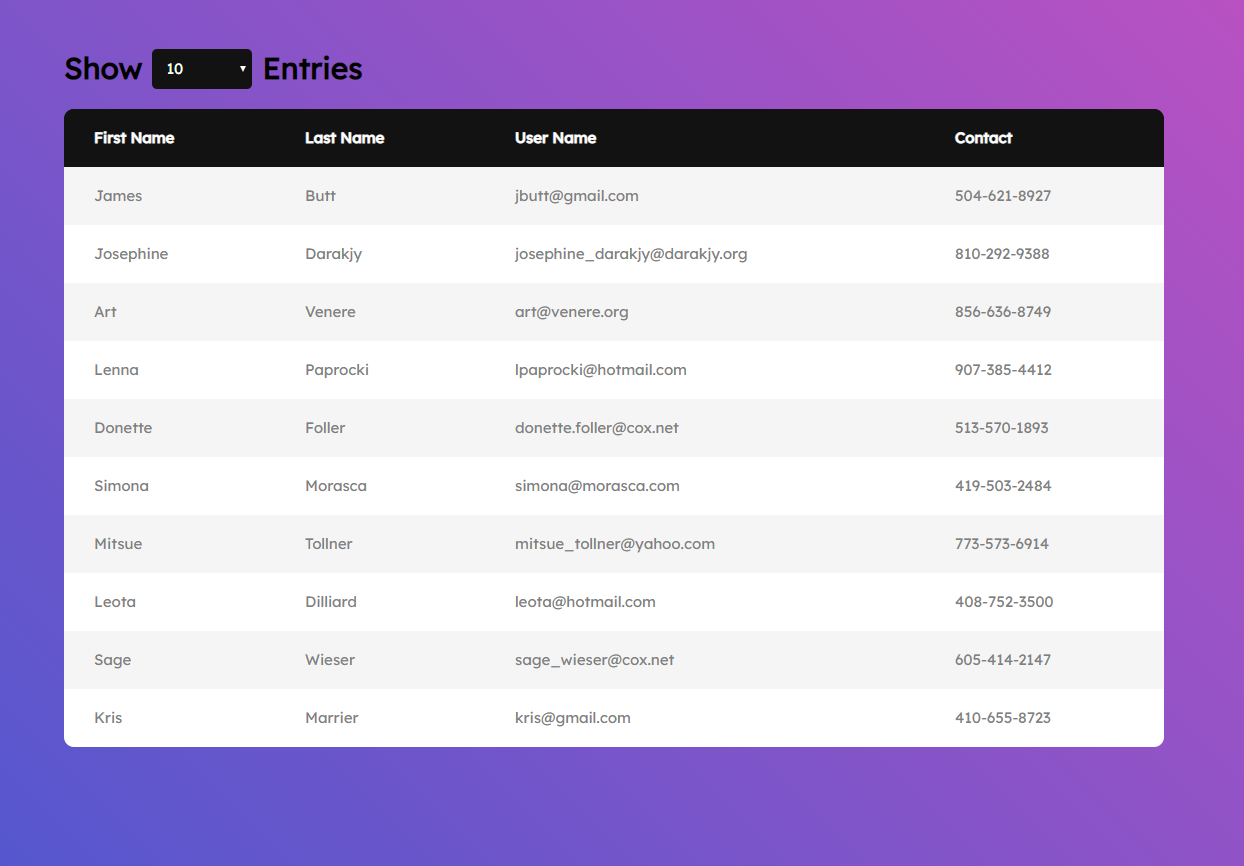 Show 10 Entries
First Name Last Name User Name Contact
James Butt jbutt@gmail.com 504-621-8927
Josephine Darakjy josephine_darakjy@darakjy.org 810-292-9388
Art Venere art@venere.org 856-636-8749
Lenna Paprocki lpaprocki@hotmail.com 907-385-4412
Donette Foller donette.foller@cox.net 513-570-1893
Simona Morasca simona@morasca.com 419-503-2484
Mitsue Tollner mitsue_tollner@yahoo.com 773-573-6914
Leota Dilliard leota@hotmail.com 408-752-3500
Sage Wieser sage_wieser@cox.net 605-414-2147
Kris Marrier kris@gmail.com 410-655-8723